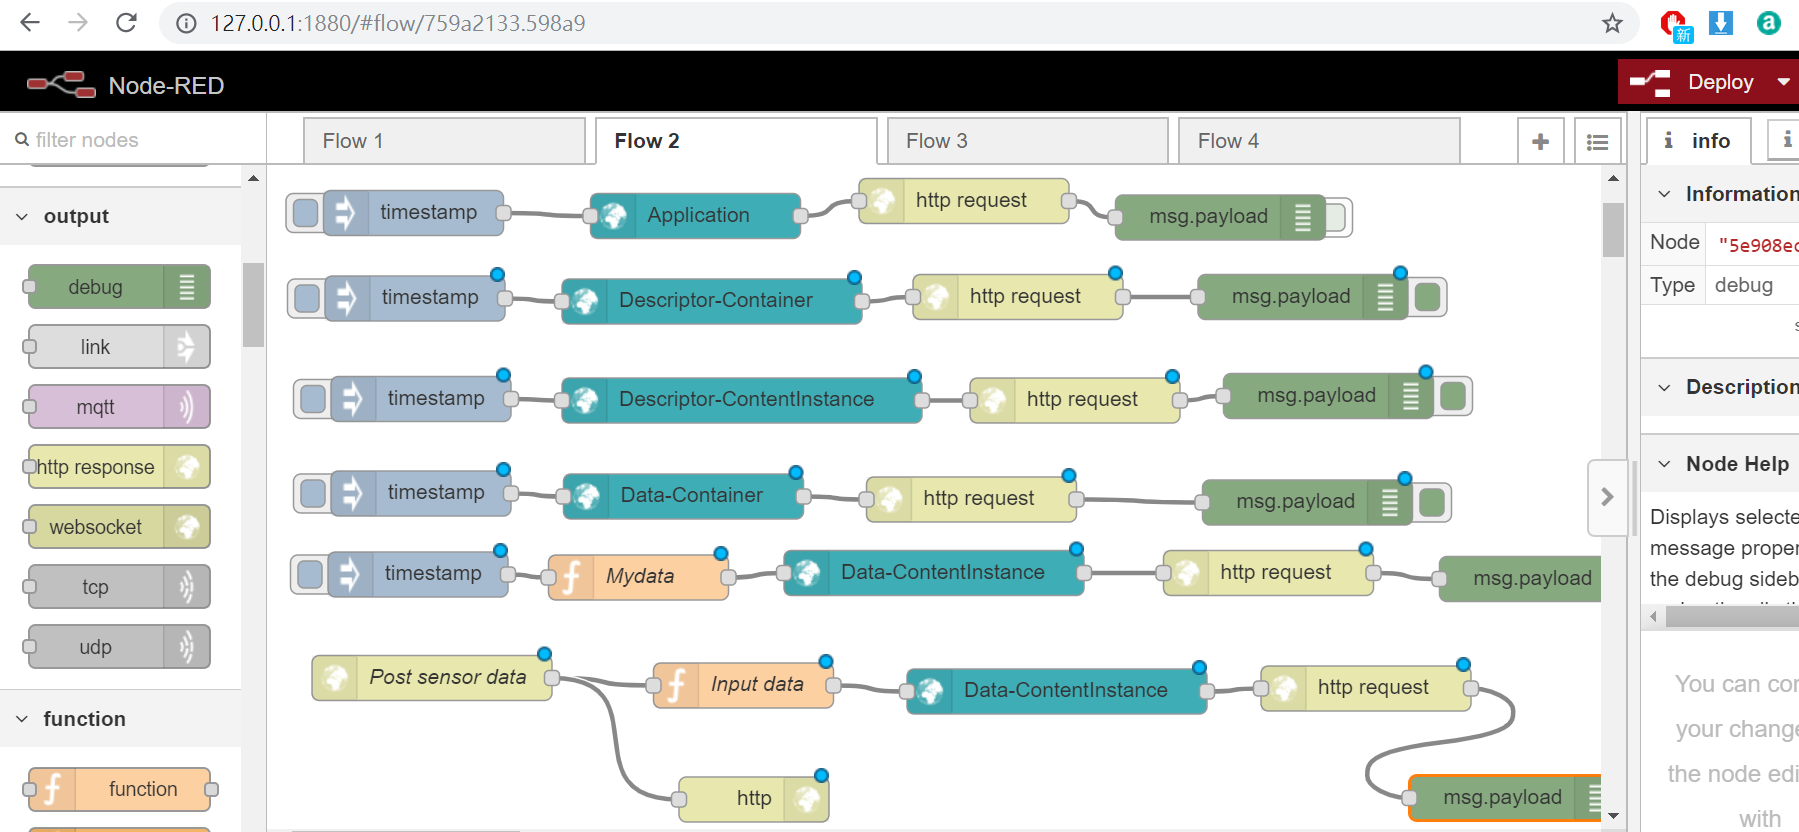 127.0.0.1:1880/#flow/759a2133.598a9
新
a
Node-RED
Deploy
filter nodes
Flow 1
Flow 2
Flow 3
Flow 4
i info
i
output
debug
link
mqtt
http response
websocket
tcp
udp
function
function
timestamp
Application
http request
msg.payload
timestamp
Descriptor-Container
http request
msg.payload
timestamp
Descriptor-ContentInstance
http request
msg.payload
timestamp
Data-Container
http request
msg.payload
timestamp
Mydata
Data-ContentInstance
http request
msg.payload
Post sensor data
Input data
Data-ContentInstance
http request
http
msg.payload
Information
Node "5e908ec
Type debug
s
Description
Node Help
Displays selecte
message proper
the debug sideb
You can con
your change
the node edi
with